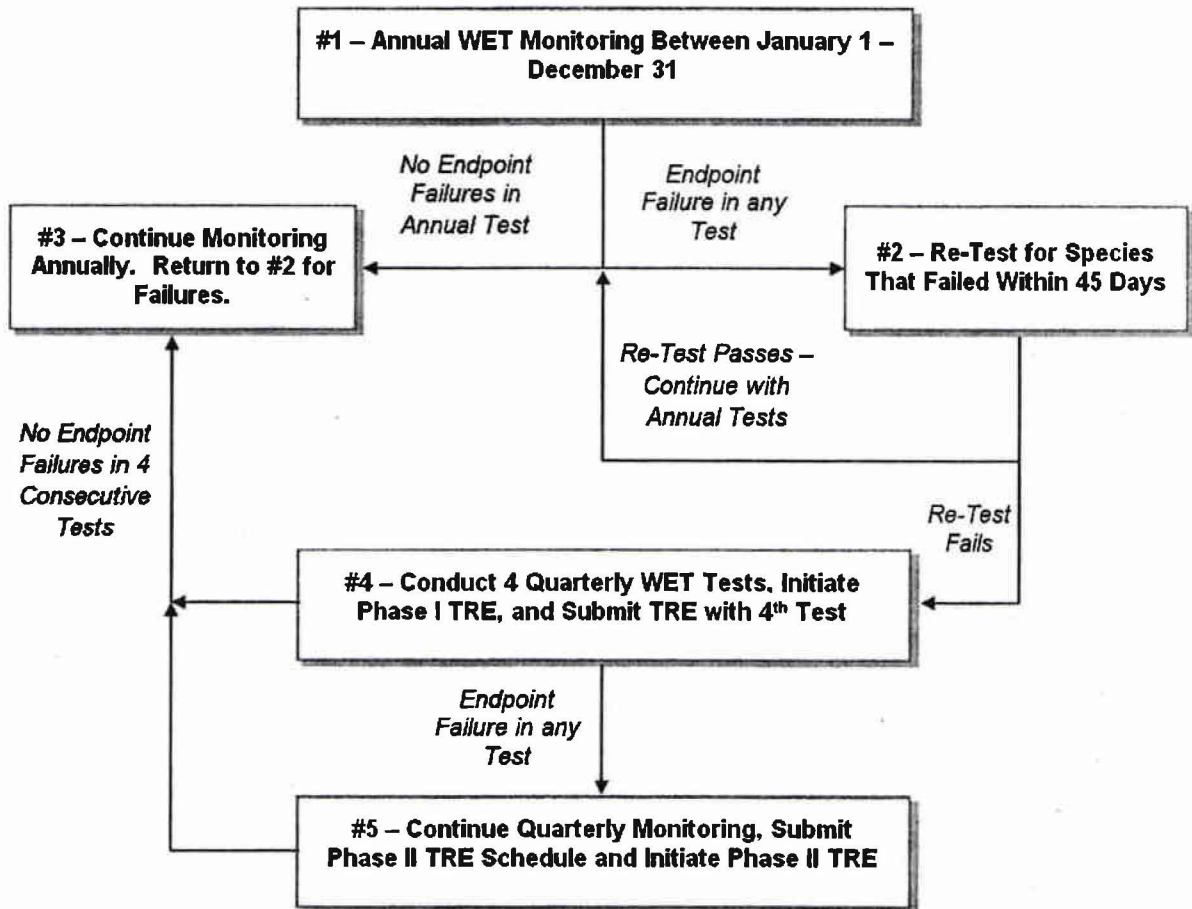 #1 – Annual WET Monitoring Between January 1 –
December 31
No Endpoint
Failures in
Annual Test
Endpoint
Failure in any
Test
#3 – Continue Monitoring
Annually. Return to #2 for
Failures.
#2 – Re-Test for Species
That Failed Within 45 Days
Re-Test Passes –
Continue with
Annual Tests
No Endpoint
Failures in 4
Consecutive
Tests
Re-Test
Fails
#4 – Conduct 4 Quarterly WET Tests, Initiate
Phase I TRE, and Submit TRE with 4th Test
Endpoint
Failure in any
Test
#5 – Continue Quarterly Monitoring, Submit
Phase II TRE Schedule and Initiate Phase II TRE